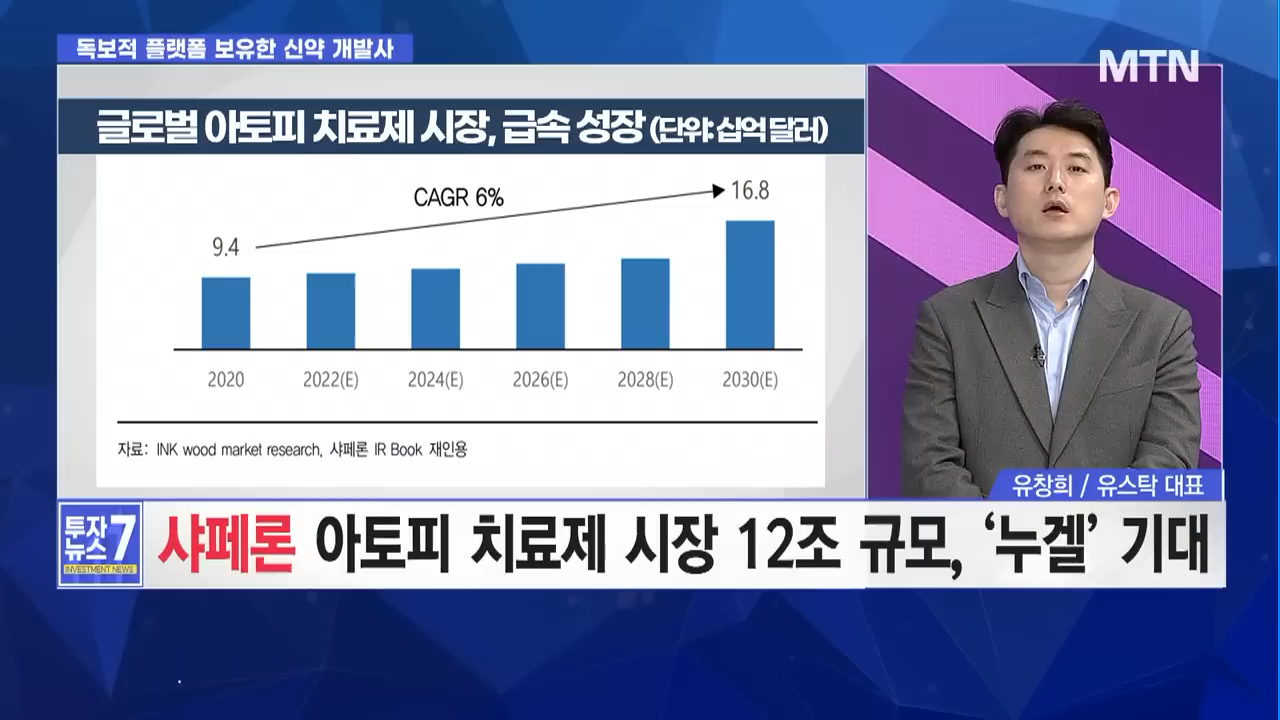 독보적 플랫폼 보유한 신약 개발사
MTN
글로벌 아토피 치료제 시장, 급속 성장 (단위: 십억 달러)
CAGR 6%
16.8
9.4
2020 2022(E) 2024(E) 2026(E) 2028(E) 2030(E)
자료: INK wood market research, 샤페론 IR Book 재인용
유창희 / 유스탁 대표
투자
뉴스 7
INVESTMENT NEWS
샤페론 아토피 치료제 시장 12조 규모, ‘누겔’ 기대